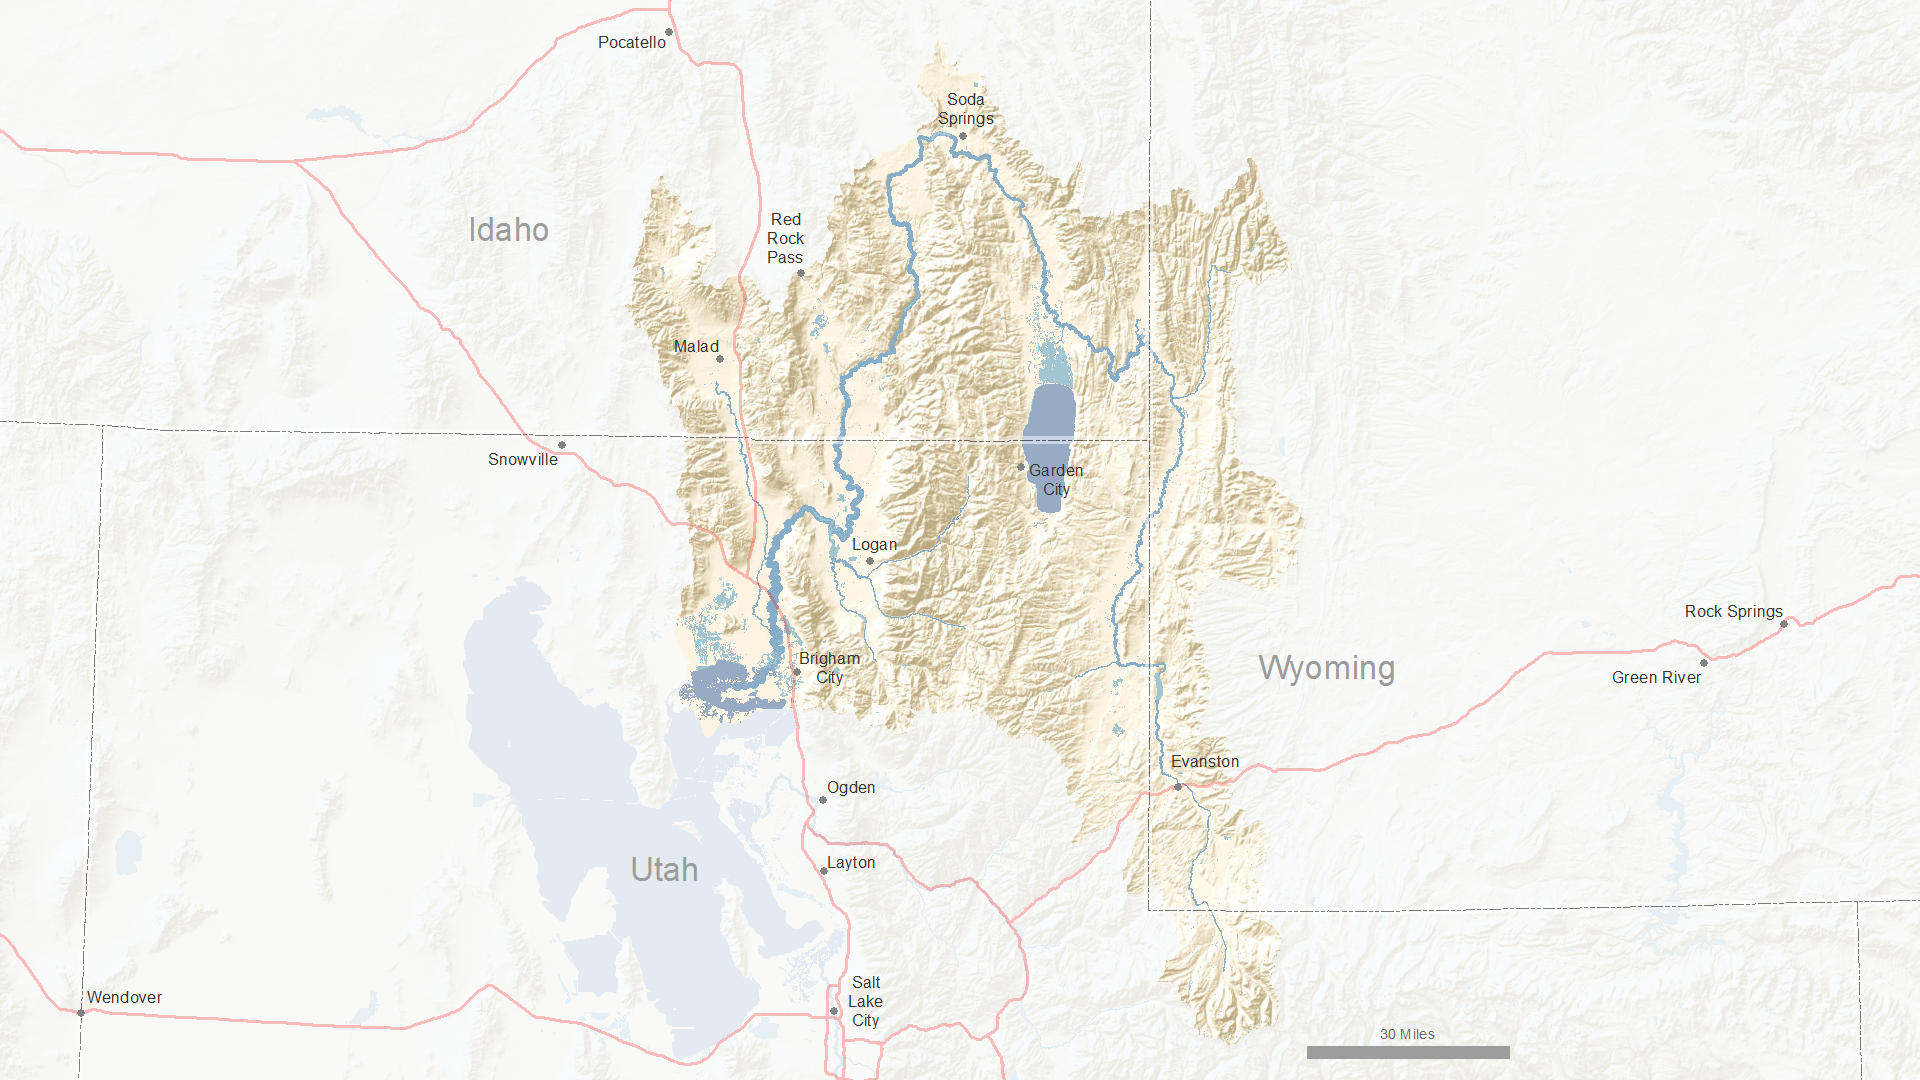 Pocatello
Soda
Springs
Idaho
Red
Rock
Pass
Malad
Snowville
Garden
City
Logan
Rock Springs
Brigham
City
Wyoming
Green River
Evanston
Ogden
Utah
Layton
Wendover
Salt
Lake
City
30 Miles